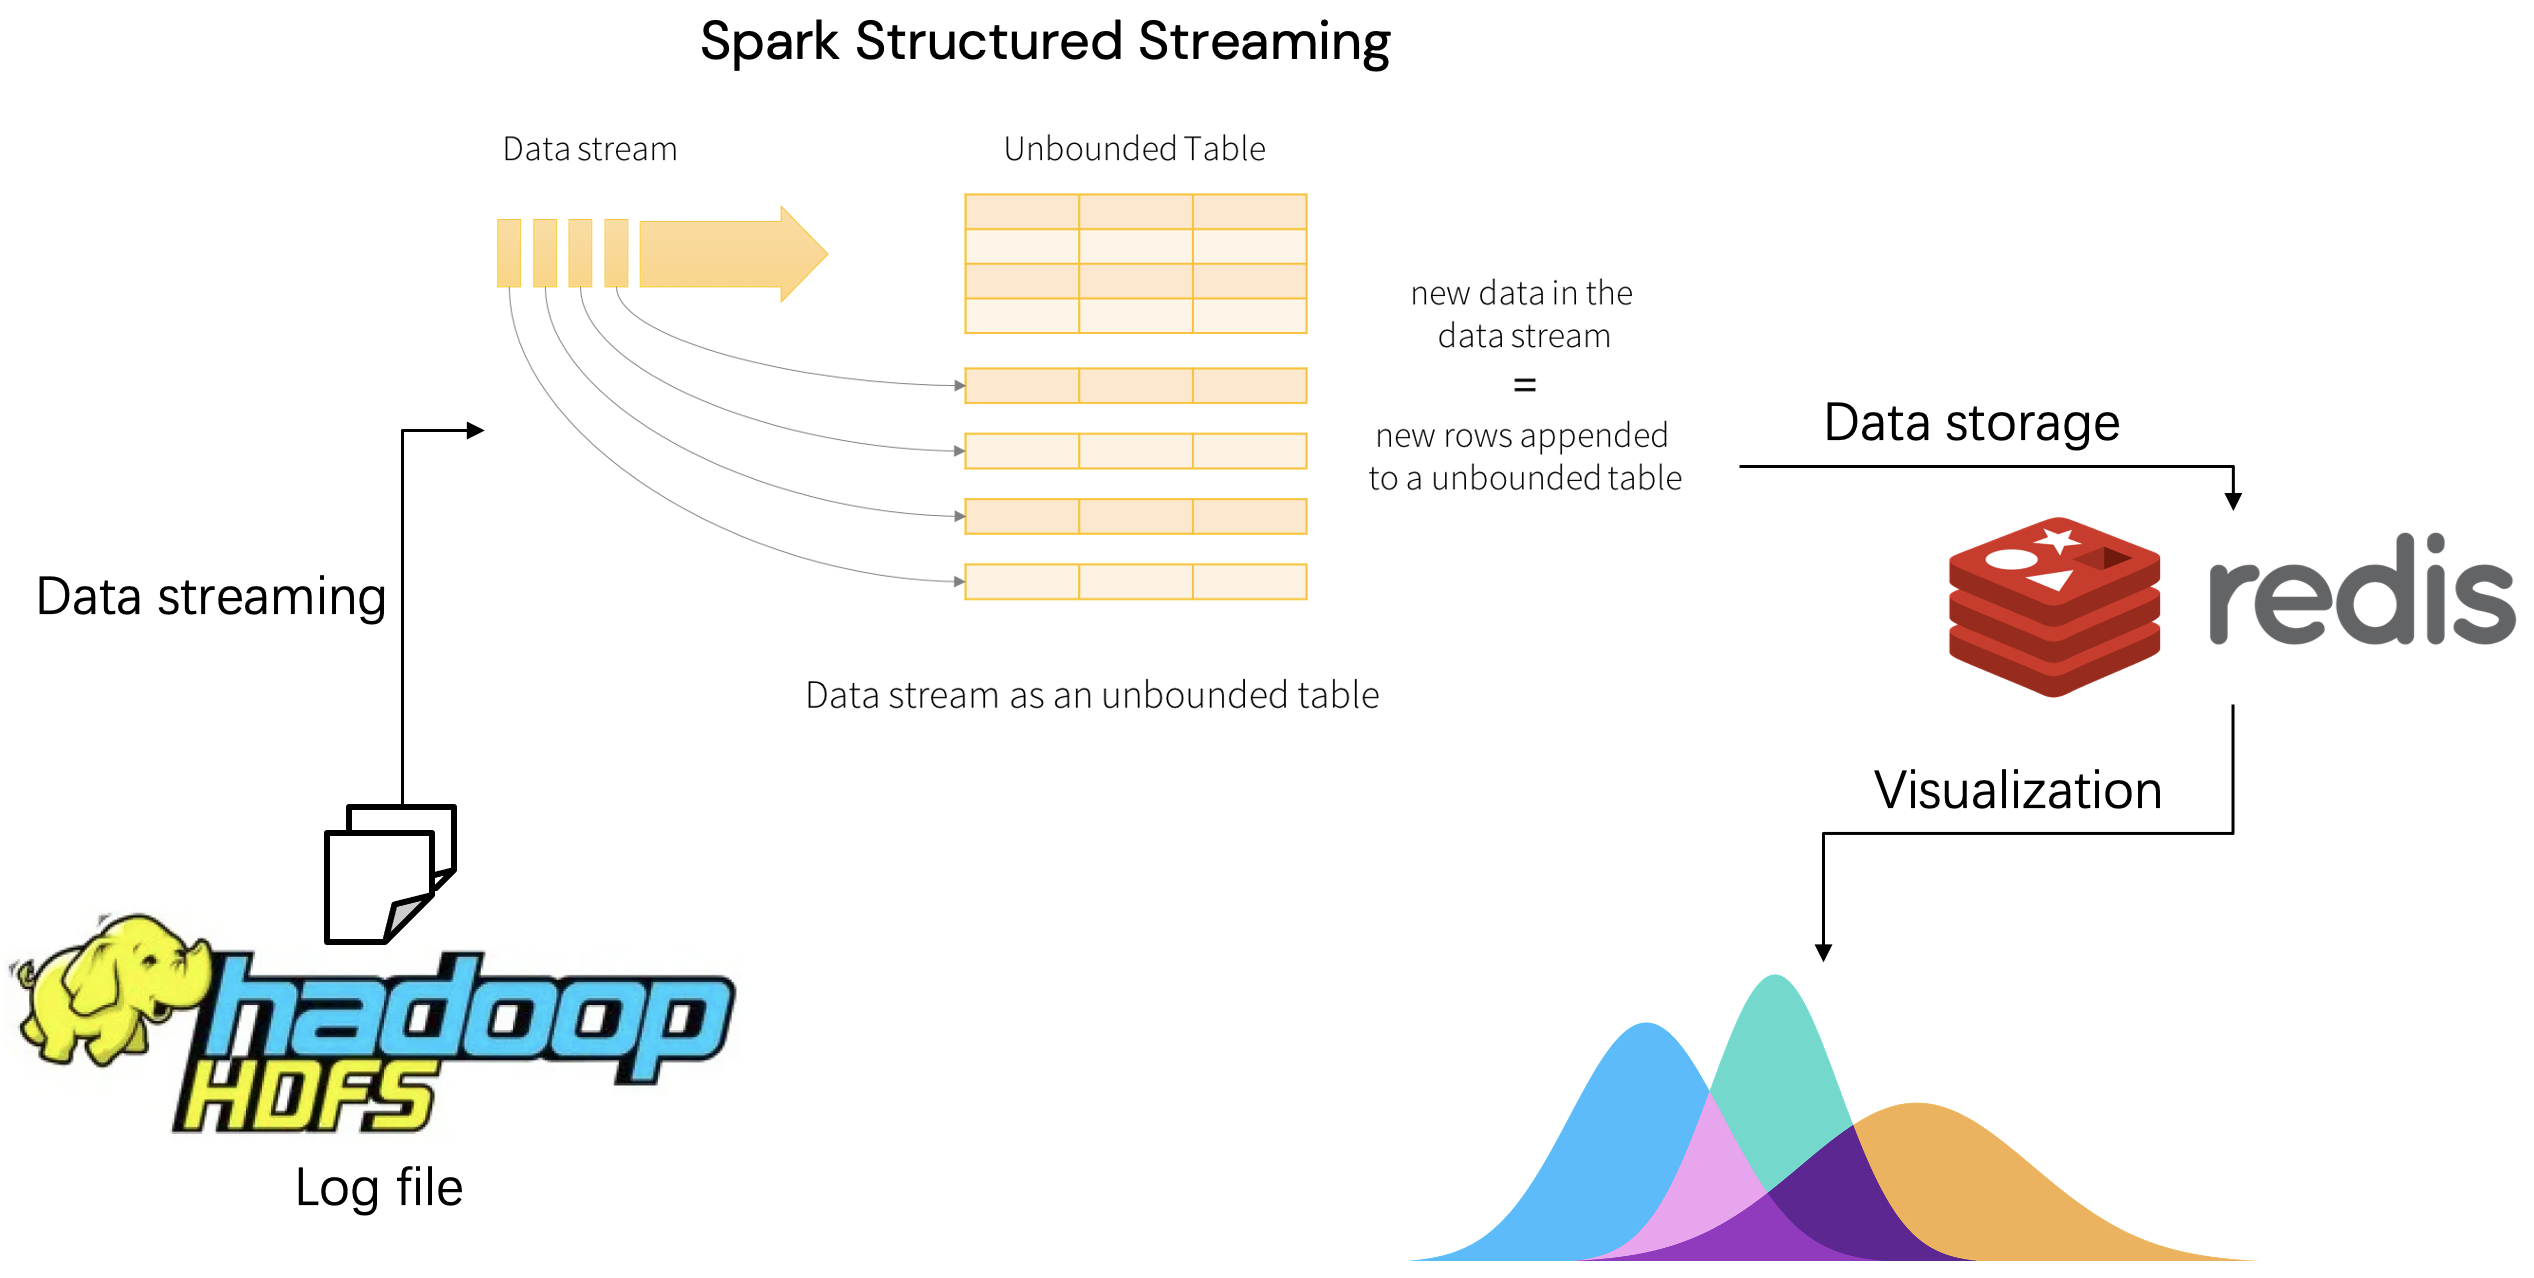 Spark Structured Streaming
Data stream
Unbounded Table
new data in the
data stream
=
new rows appended
to a unbounded table
Data stream as an unbounded table
Data streaming
Data storage
redis
Visualization
hadoop
HDFS
Log file